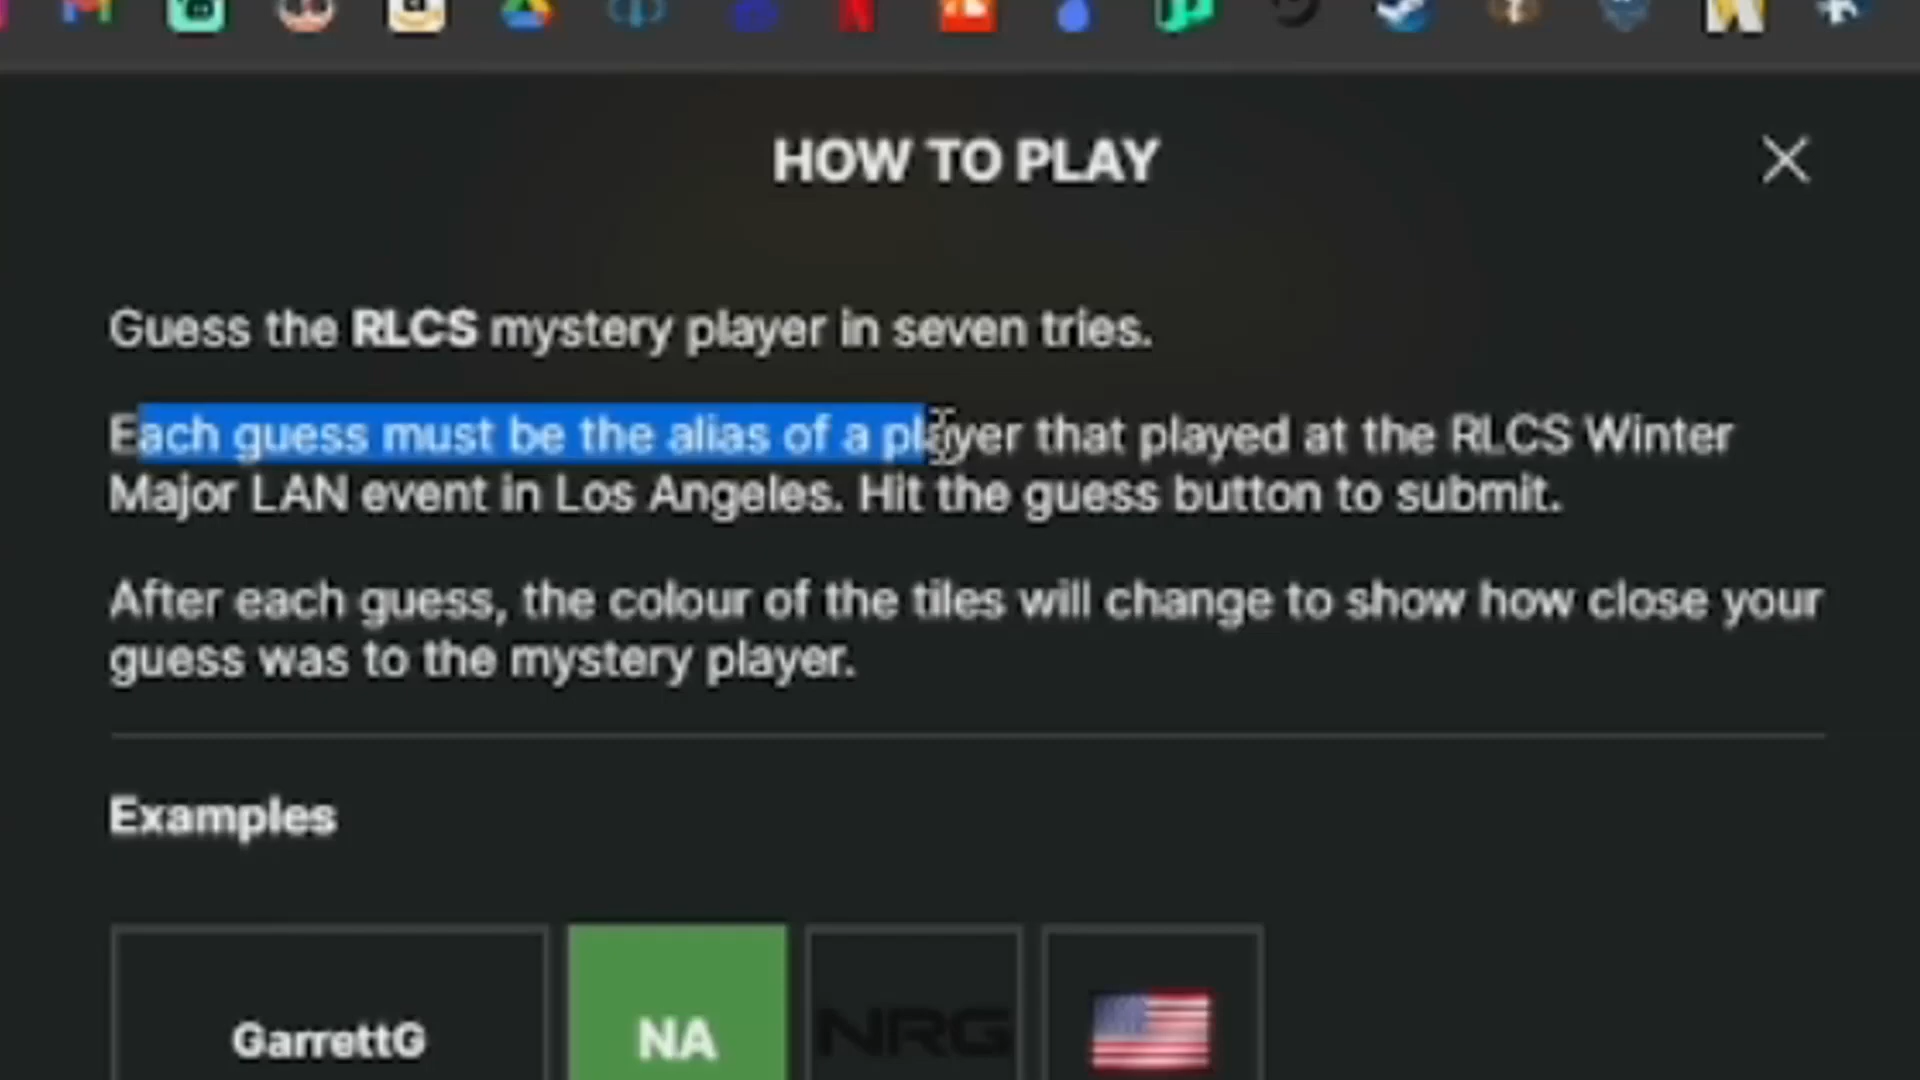 HOW TO PLAY
Guess the RLCS mystery player in seven tries.
Each guess must be the alias of a player that played at the RLCS Winter
Major LAN event in Los Angeles. Hit the guess button to submit.
After each guess, the colour of the tiles will change to show how close your
guess was to the mystery player.
Examples
GarrettG NA NRG